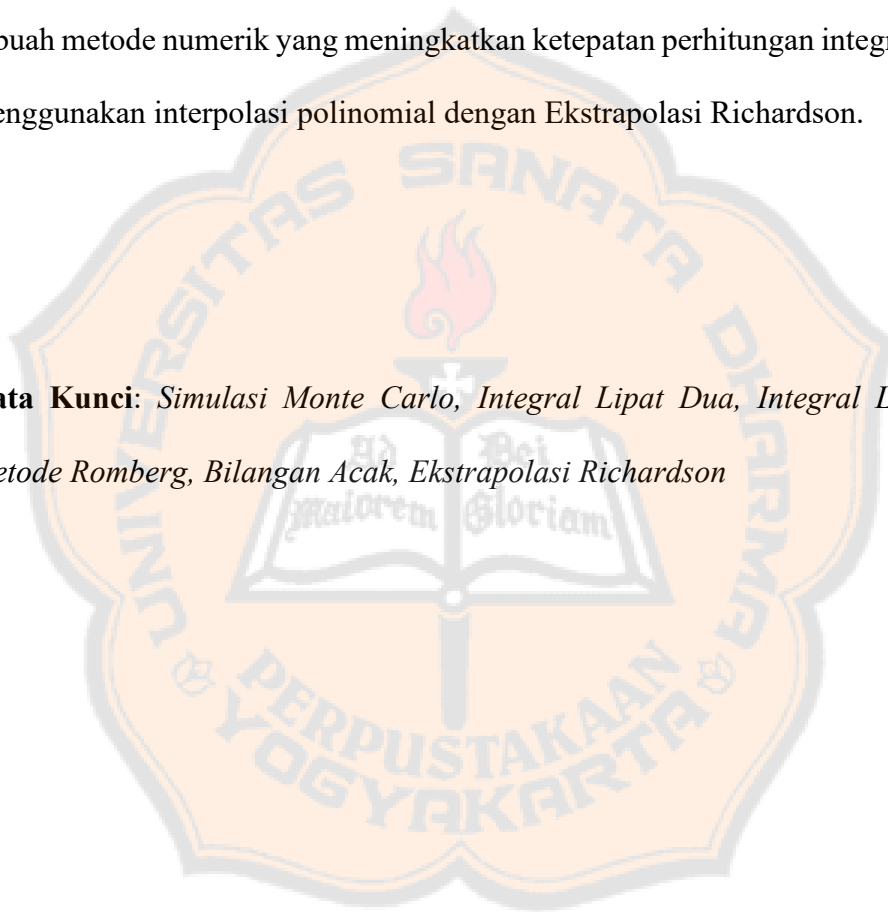 buah metode numerik yang meningkatkan ketepatan perhitungan integr
enggunakan interpolasi polinomial dengan Ekstrapolasi Richardson.
UNIVERSITAS SANATA DHARMA
ata Kunci: Simulasi Monte Carlo, Integral Lipat Dua, Integral L
etode Romberg, Bilangan Acak, Ekstrapolasi Richardson
Ad Dei
Maiorem Gloriam
PERPUSTAKAAN
YOGYAKARTA